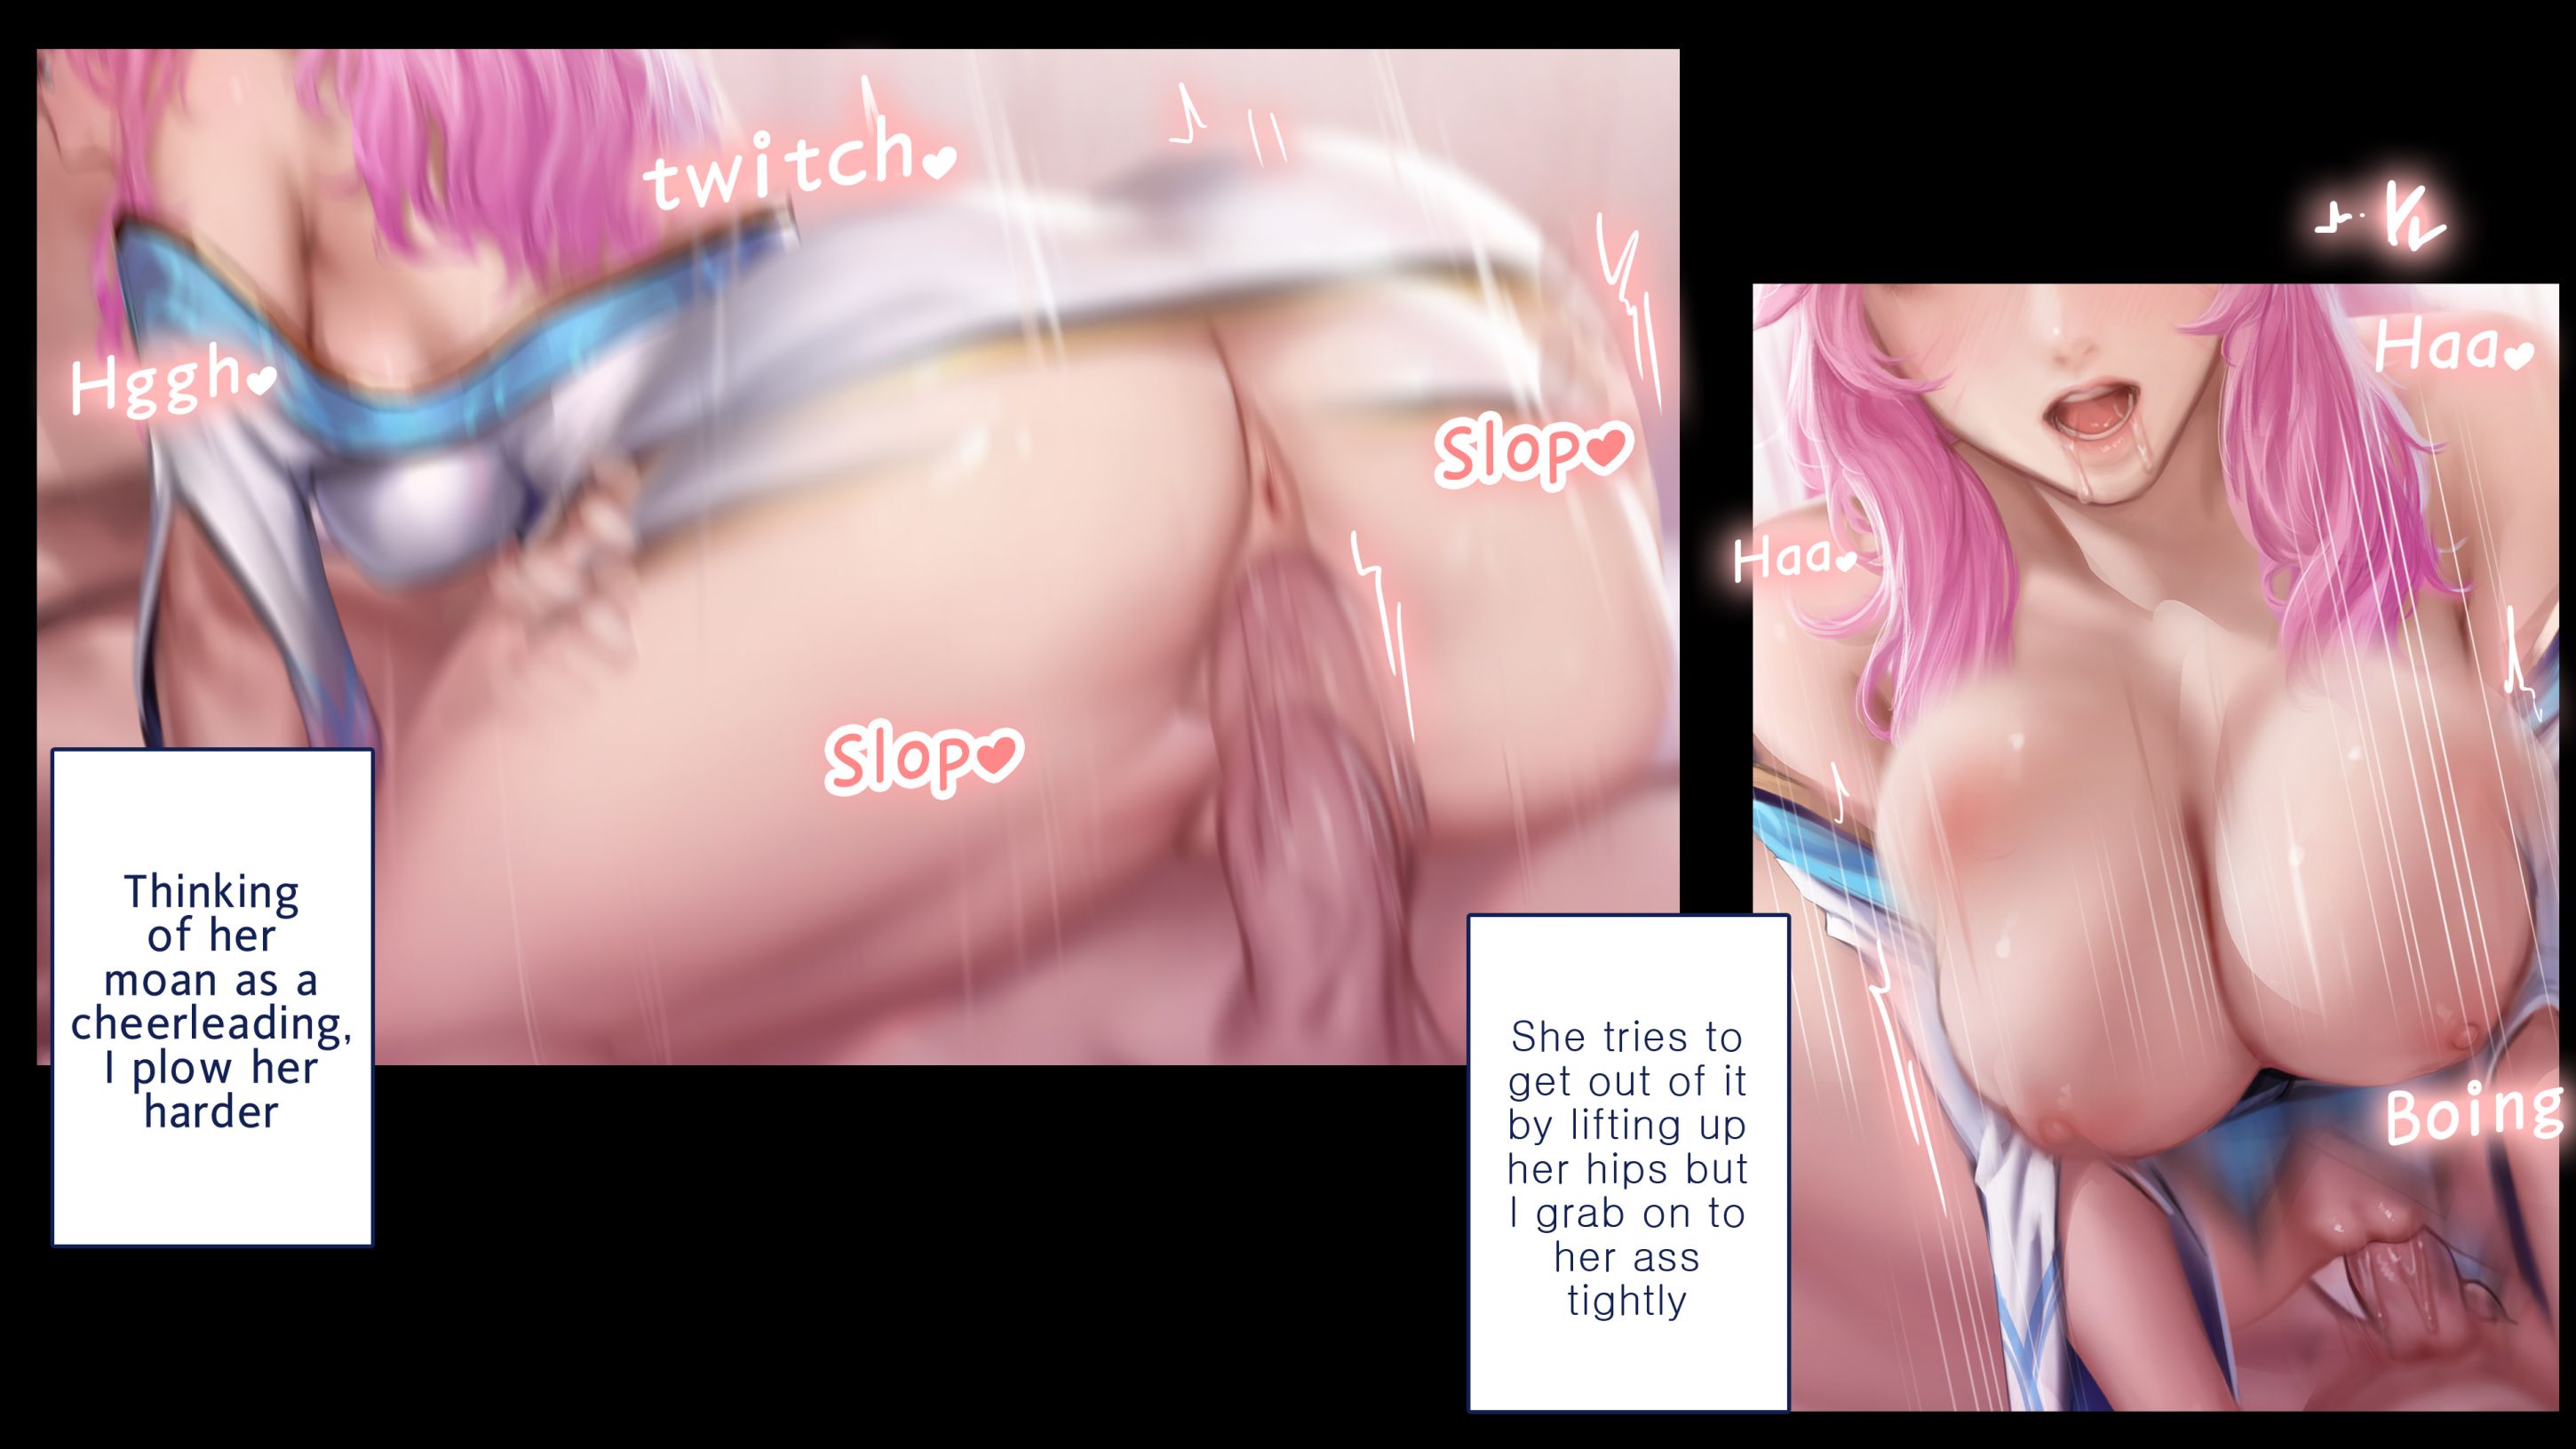 twitch♥
Hggh♥
Slop♥
Slop♥
Thinking
of her
moan as a
cheerleading,
I plow her
harder
Haa♥
Haa♥
Boing
She tries to
get out of it
by lifting up
her hips but
I grab on to
her ass
tightly